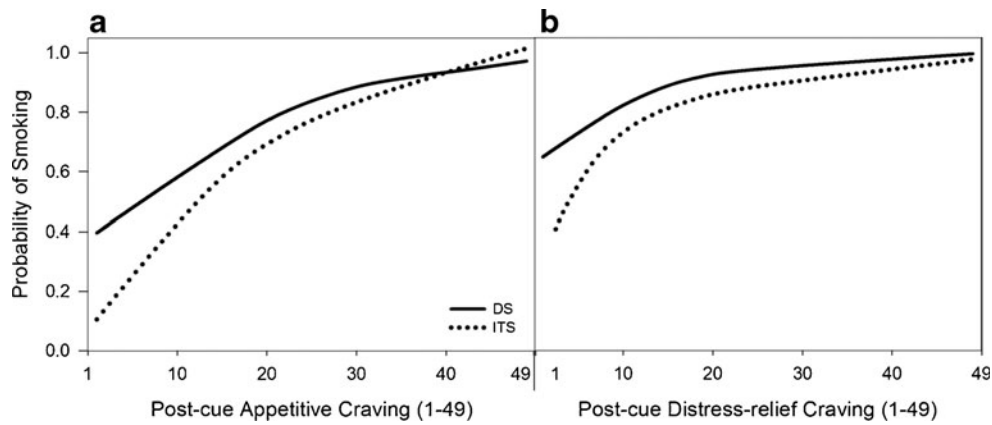 a
b
Probability of Smoking
1.0
0.8
0.6
0.4
0.2
0.0
DS
ITS
1 10 20 30 40 49
1 10 20 30 40 49
Post-cue Appetitive Craving (1-49)
Post-cue Distress-relief Craving (1-49)